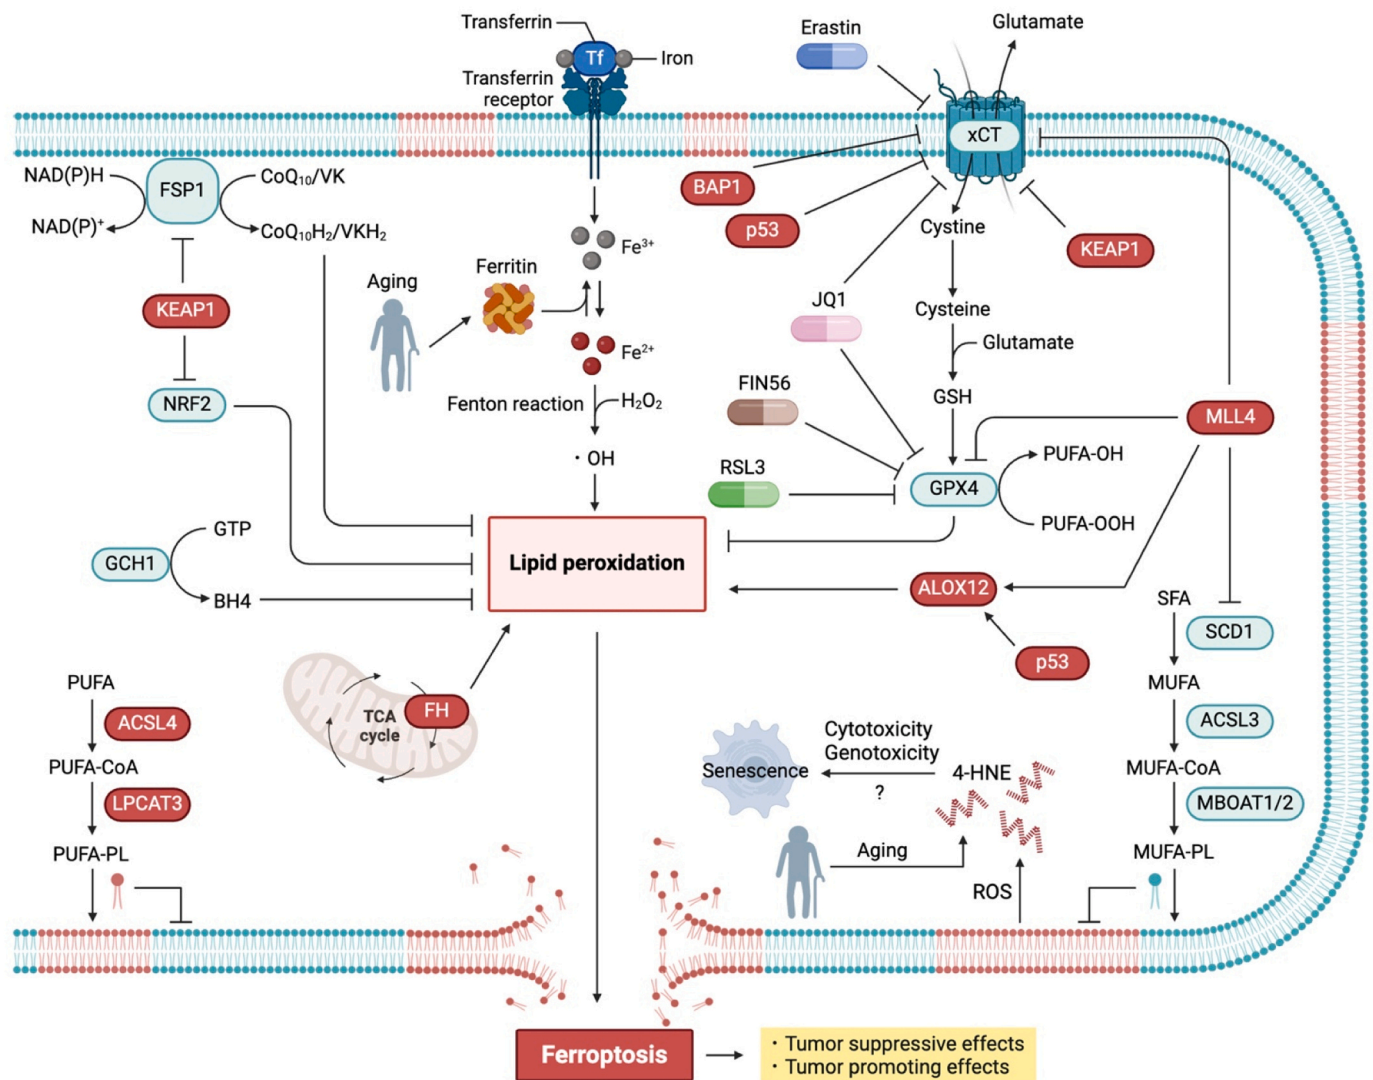 Transferrin
Tf
Iron
Transferrin
receptor
Erastin
Glutamate
xCT
NAD(P)H
FSP1
CoQ₁₀/VK
NAD(P)⁺
CoQ₁₀H₂/VKH₂
BAP1
p53
Cystine
KEAP1
Fe³⁺
Aging
Ferritin
KEAP1
JQ1
Cysteine
Glutamate
Fe²⁺
FIN56
GSH
NRF2
Fenton reaction
H₂O₂
MLL4
· OH
RSL3
GPX4
PUFA-OH
PUFA-OOH
GTP
GCH1
BH4
Lipid peroxidation
ALOX12
SFA
SCD1
p53
PUFA
ACSL4
PUFA-CoA
LPCAT3
PUFA-PL
TCA
cycle
FH
MUFA
ACSL3
MUFA-CoA
MBOAT1/2
MUFA-PL
Cytotoxicity
Genotoxicity
Senescence
?
4-HNE
Aging
ROS
Ferroptosis
· Tumor suppressive effects
· Tumor promoting effects